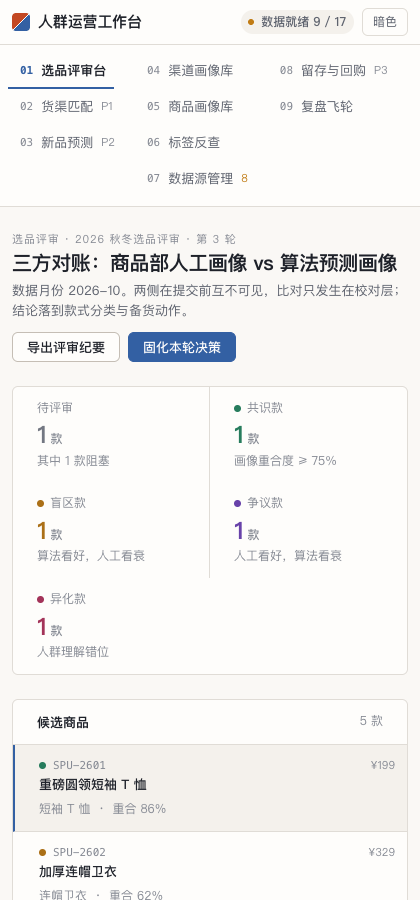 人群运营工作台
数据就绪 9 / 17
暗色
01 选品评审台
04 渠道画像库
08 留存与回购 P3
02 货渠匹配 P1
05 商品画像库
09 复盘飞轮
03 新品预测 P2
06 标签反查
07 数据源管理 8
选品评审 · 2026 秋冬选品评审 · 第 3 轮
三方对账：商品部人工画像 vs 算法预测画像
数据月份 2026-10。两侧在提交前互不可见，比对只发生在校对层；
结论落到款式分类与备货动作。
导出评审纪要
固化本轮决策
待评审
1款
其中 1 款阻塞
共识款
1款
画像重合度 ≥ 75%
盲区款
1款
算法看好，人工看衰
争议款
1款
人工看好，算法看衰
异化款
1款
人群理解错位
候选商品
5 款
SPU-2601
¥199
重磅圆领短袖 T 恤
短袖 T 恤 · 重合 86%
SPU-2602
¥329
加厚连帽卫衣
连帽卫衣 · 重合 62%